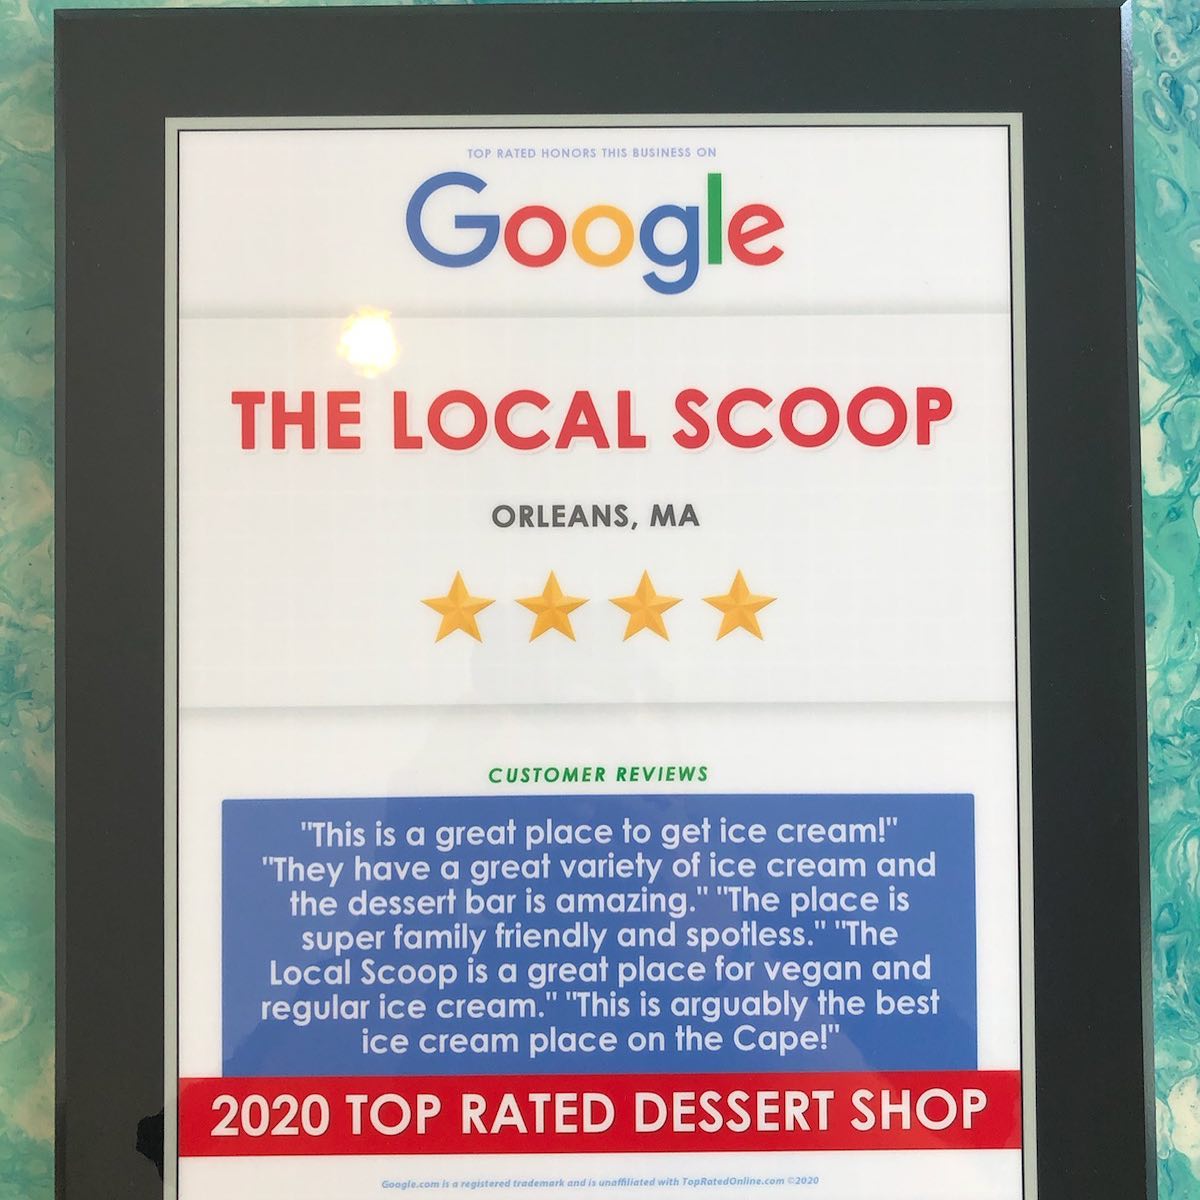 TOP RATED HONORS THIS BUSINESS ON
Google
THE LOCAL SCOOP
ORLEANS, MA
CUSTOMER REVIEWS
"This is a great place to get ice cream!"
"They have a great variety of ice cream and
the dessert bar is amazing." "The place is
super family friendly and spotless." "The
Local Scoop is a great place for vegan and
regular ice cream." "This is arguably the best
ice cream place on the Cape!"
2020 TOP RATED DESSERT SHOP
Google.com is a registered trademark and is unaffiliated with TopRatedOnline.com ©2020